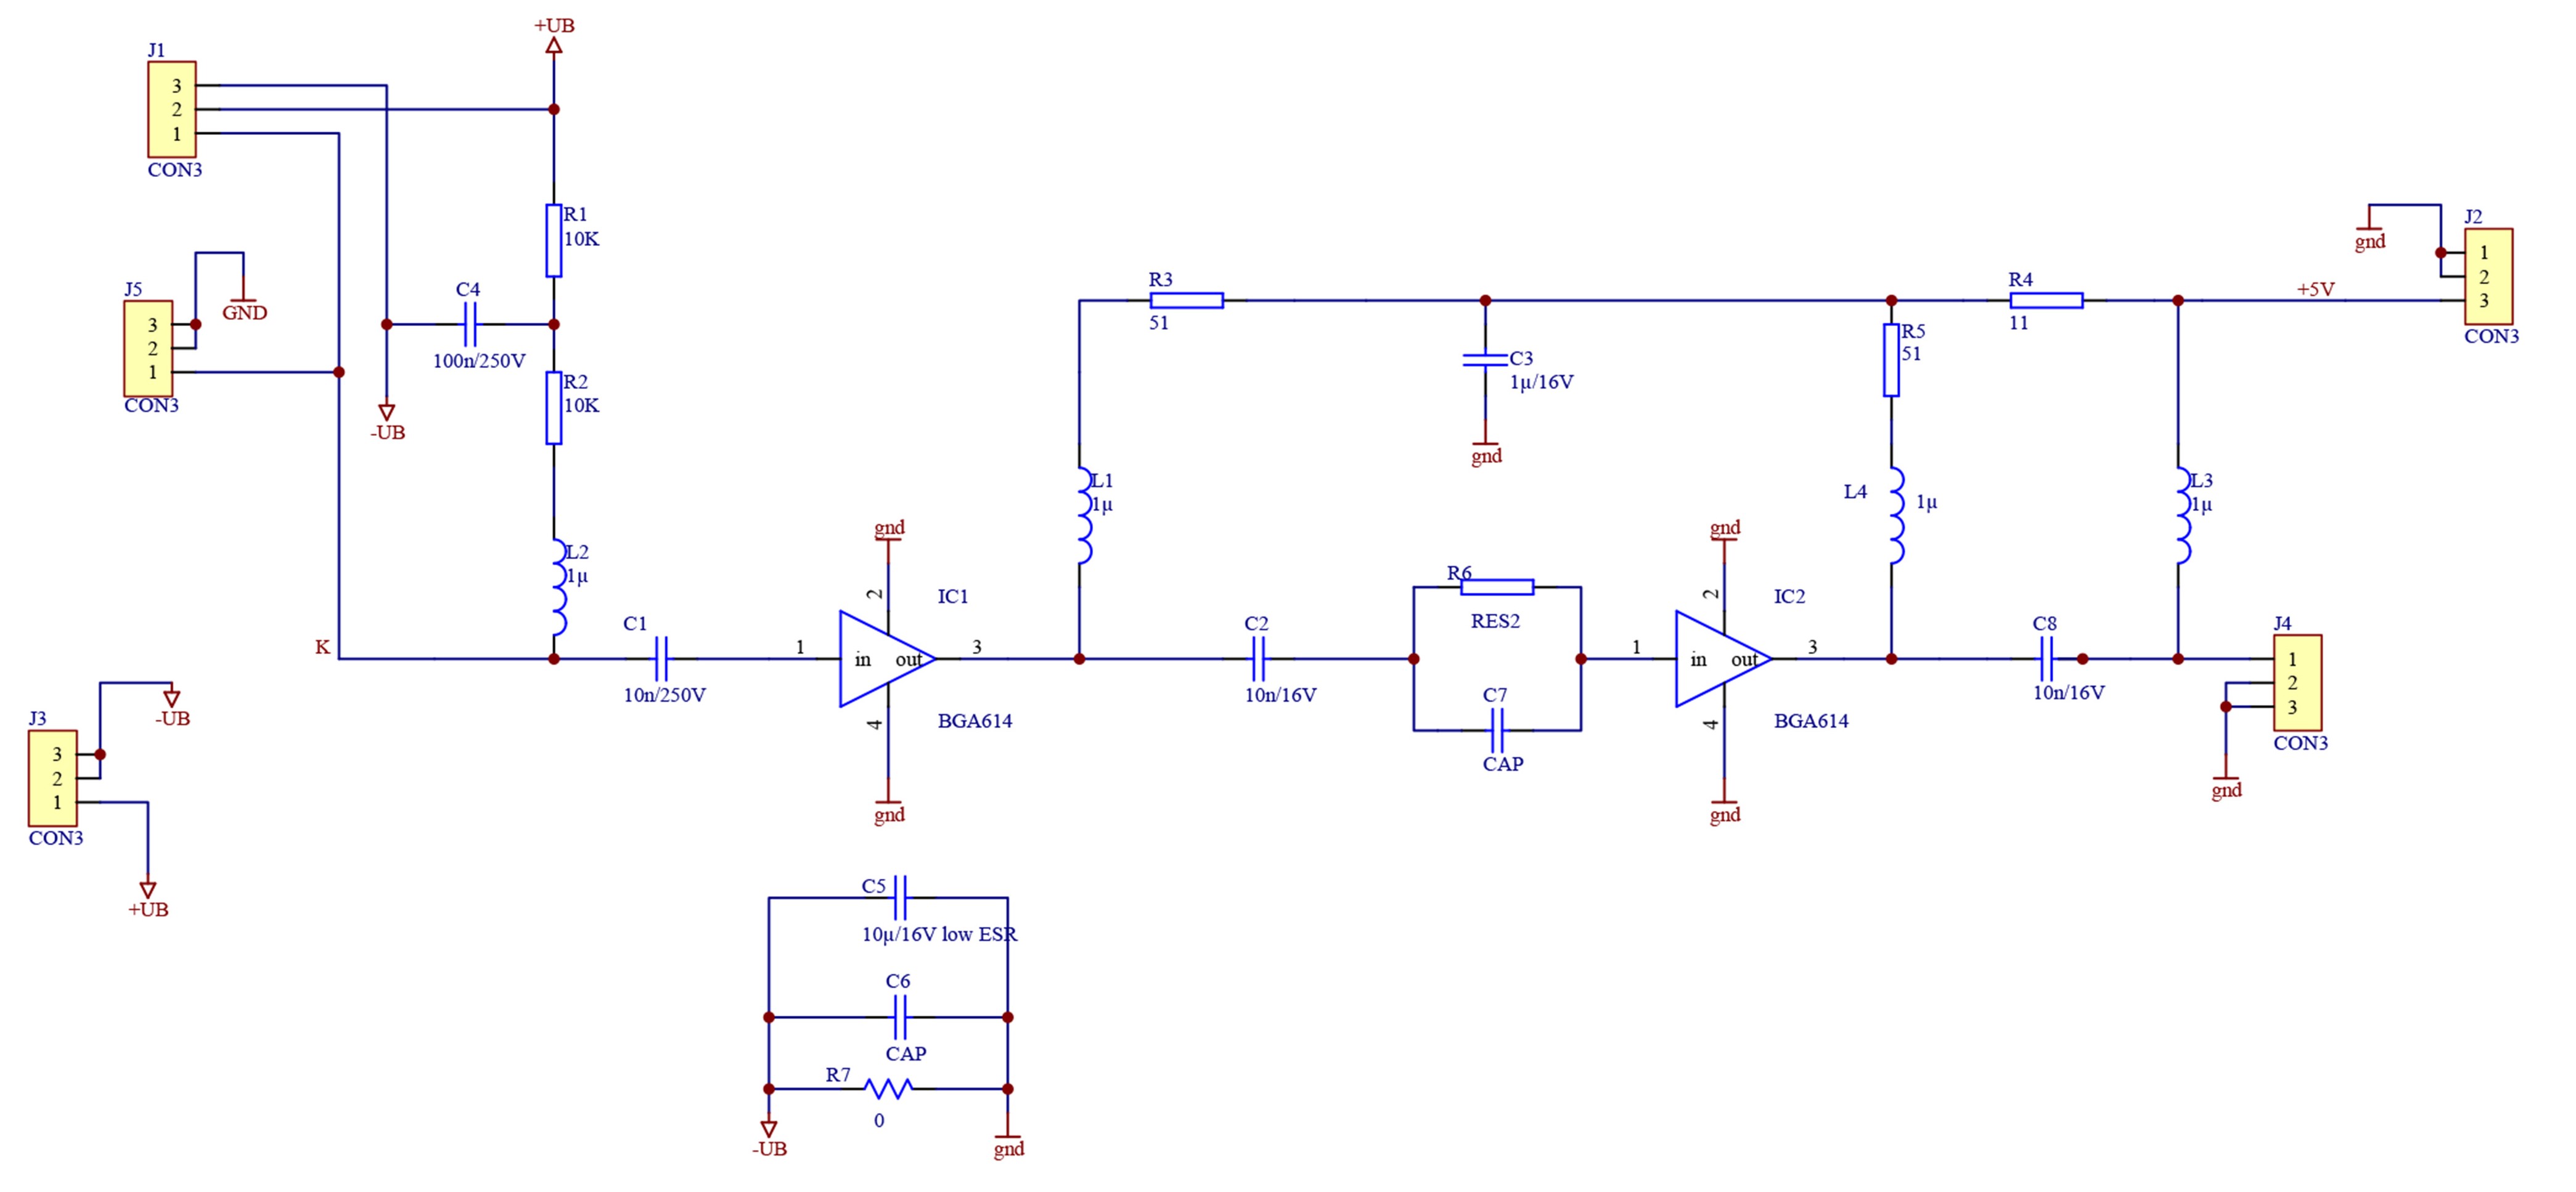 +UB
J1
3
2
1
CON3
R1
10K
J5
GND
3
2
1
CON3
C4
100n/250V
-UB
R2
10K
L2
1µ
K
C1
10n/250V
J3
-UB
3
2
1
CON3
+UB
gnd
2
IC1
1
in out
3
4
BGA614
gnd
R3
51
L1
1µ
C3
1µ/16V
gnd
C2
10n/16V
R6
RES2
C7
CAP
gnd
2
IC2
1
in out
3
4
BGA614
gnd
R5
51
L4 1µ
R4
11
+5V
gnd
J2
1
2
3
CON3
L3
1µ
C8
10n/16V
J4
1
2
3
CON3
gnd
C5
10µ/16V low ESR
C6
CAP
R7
0
-UB
gnd